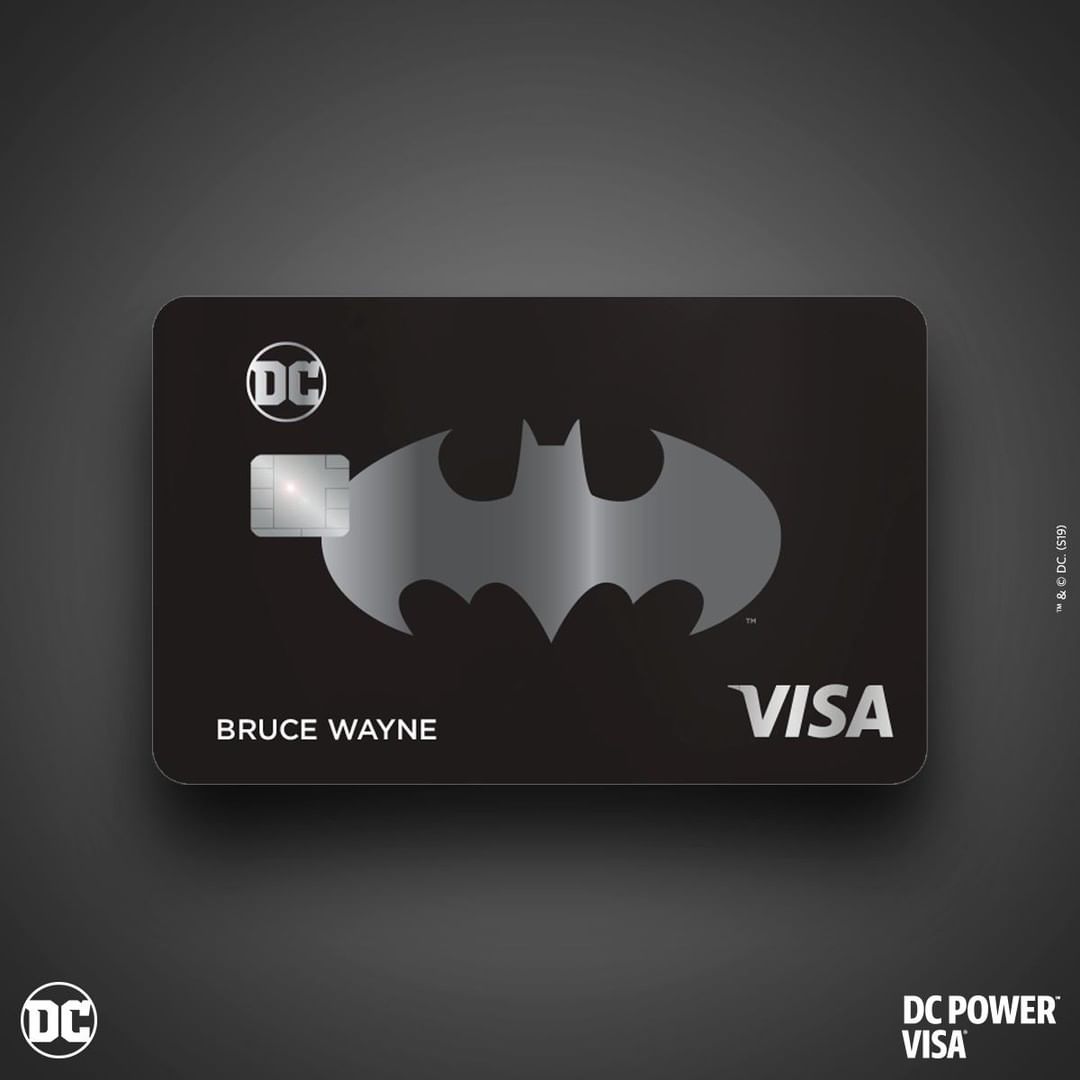 DC
BRUCE WAYNE
VISA
™
™ & © DC. (S19)
DC
DC POWER™
VISA®